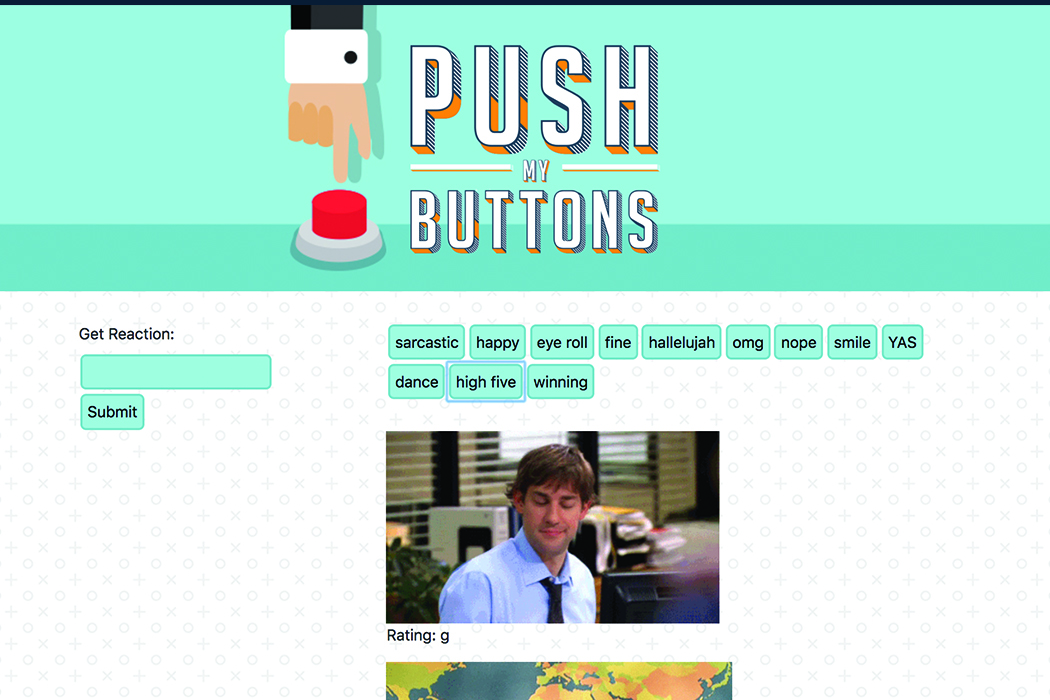 PUSH
MY
BUTTONS
Get Reaction:
Submit
sarcastic happy eye roll fine hallelujah omg nope smile YAS
dance high five winning
Rating: g